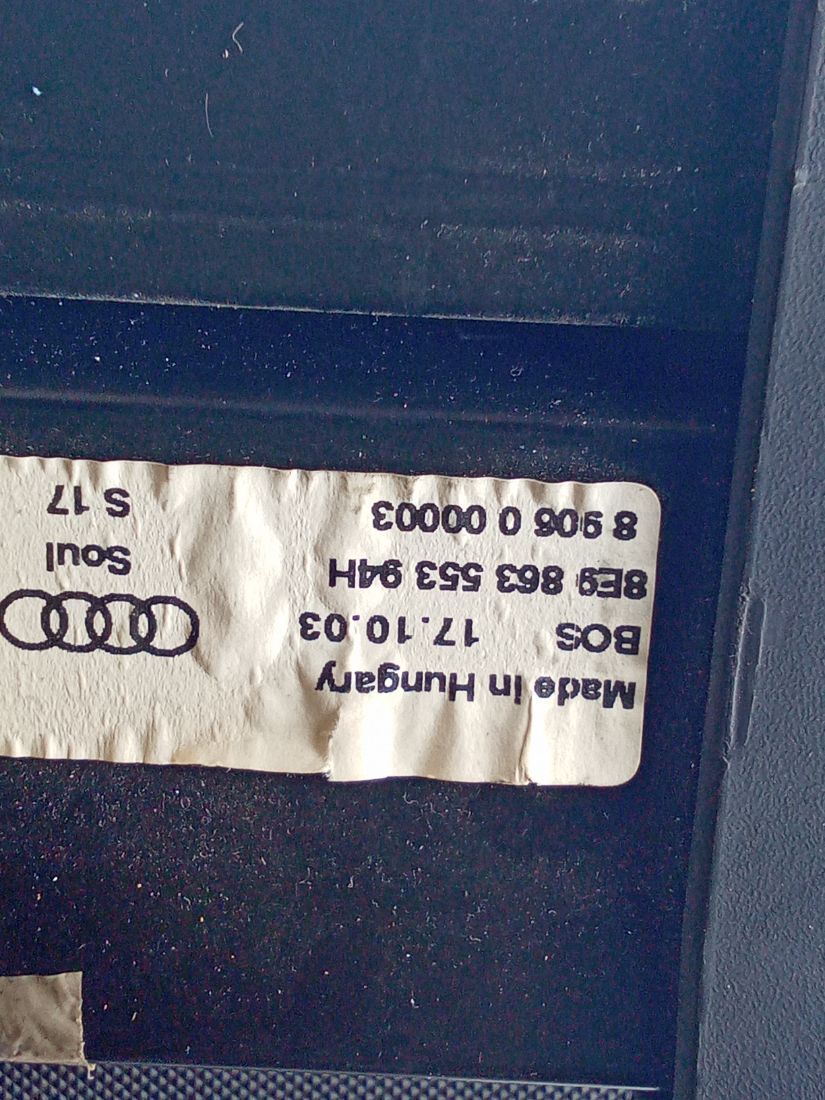 Made in Hungary
BOS 17.10.03
8E9 863 553 94H
Soul
8 906 0 00003
S 17